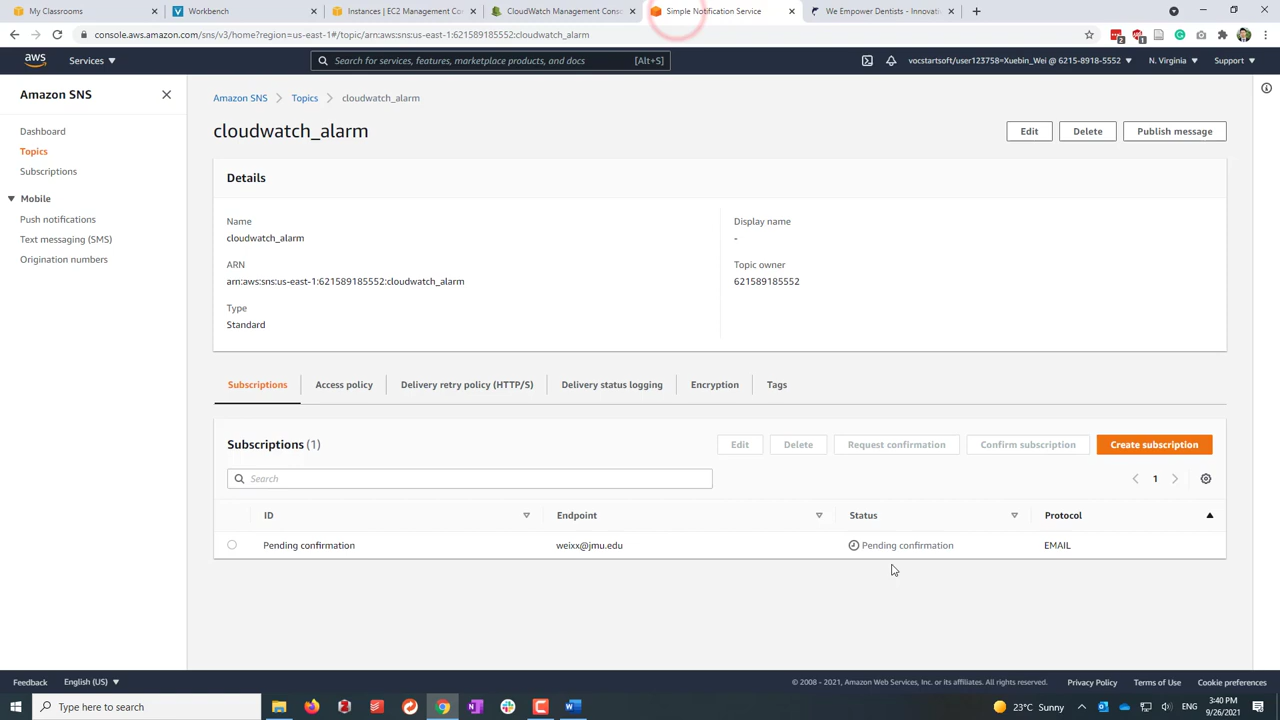 My Classrooms
Workbench
Instances | EC2 Management Con
CloudWatch Management Conso
Simple Notification Service
We Empower Dentists - Innovati
console.aws.amazon.com/sns/v3/home?region=us-east-1#/topic/arn:aws:sns:us-east-1:621589185552:cloudwatch_alarm
2
1
aws
Services
Search for services, features, marketplace products, and docs
[Alt+S]
vocstartsoft/user123758=Xuebin_Wei @ 6215-8918-5552
N. Virginia
Support
Amazon SNS
Dashboard
Topics
Subscriptions
Mobile
Push notifications
Text messaging (SMS)
Origination numbers
Amazon SNS
Topics
cloudwatch_alarm
cloudwatch_alarm
Edit
Delete
Publish message
Details
Name
cloudwatch_alarm
ARN
arn:aws:sns:us-east-1:621589185552:cloudwatch_alarm
Type
Standard
Display name
-
Topic owner
621589185552
Subscriptions
Access policy
Delivery retry policy (HTTP/S)
Delivery status logging
Encryption
Tags
Subscriptions (1)
Edit
Delete
Request confirmation
Confirm subscription
Create subscription
Search
1
ID
Endpoint
Status
Protocol
Pending confirmation
weixx@jmu.edu
Pending confirmation
EMAIL
Feedback
English (US)
© 2008 - 2021, Amazon Web Services, Inc. or its affiliates. All rights reserved.
Privacy Policy
Terms of Use
Cookie preferences
Type here to search
23°C Sunny
ENG
3:40 PM
9/26/2021